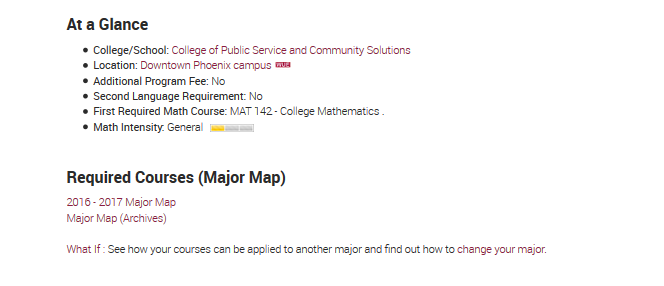 At a Glance
College/School: College of Public Service and Community Solutions
Location: Downtown Phoenix campus WUE
Additional Program Fee: No
Second Language Requirement: No
First Required Math Course: MAT 142 - College Mathematics .
Math Intensity: General
Required Courses (Major Map)
2016 - 2017 Major Map
Major Map (Archives)
What If : See how your courses can be applied to another major and find out how to change your major.